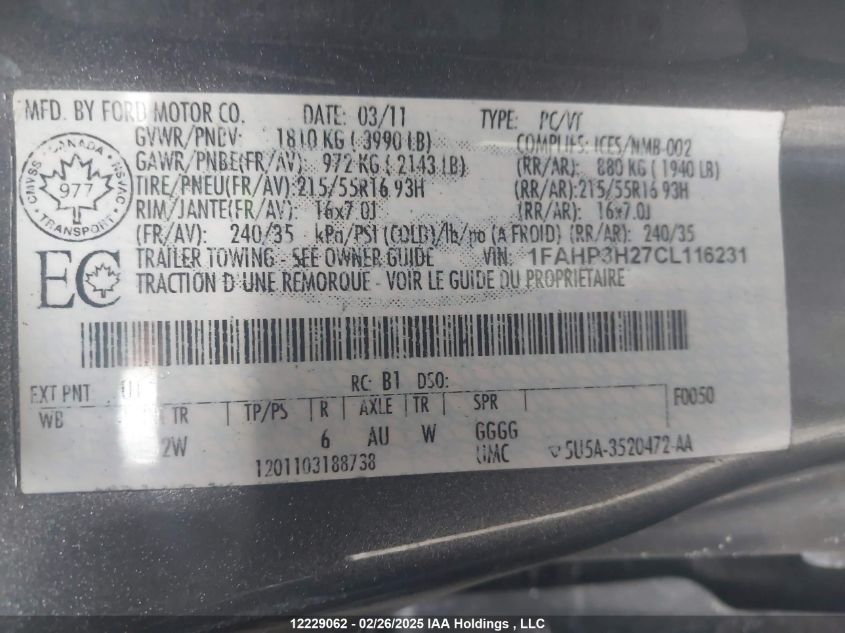 MFD. BY FORD MOTOR CO. DATE: 03/11 TYPE: PC/VT
GVWR/PNBV: 1810 KG ( 3990 LB) COMPLIES: ICES/NMB-002
GAWR/PNBE(FR/AV): 972 KG ( 2143 LB) (RR/AR): 880 KG ( 1940 LB)
TIRE/PNEU(FR/AV): 215/55R16 93H (RR/AR): 215/55R16 93H
RIM/JANTE(FR/AV): 16x7.0J (RR/AR): 16x7.0J
(FR/AV): 240/35 kPa/PSI (COLD)/lb/po (A FROID) (RR/AR): 240/35
TRAILER TOWING - SEE OWNER GUIDE VIN: 1FAHP3H27CL116231
TRACTION D'UNE REMORQUE - VOIR LE GUIDE DU PROPRIETAIRE
CANADA
CMVSS NSVAC
977
TRANSPORT
EC
EXT PNT: RC: B1 DSO:
WB TR TP/PS R AXLE TR SPR F0050
2W 6 AU W GGGG
1201103188738 UMC 5U5A-3520472-AA
12229062 - 02/26/2025 IAA Holdings , LLC